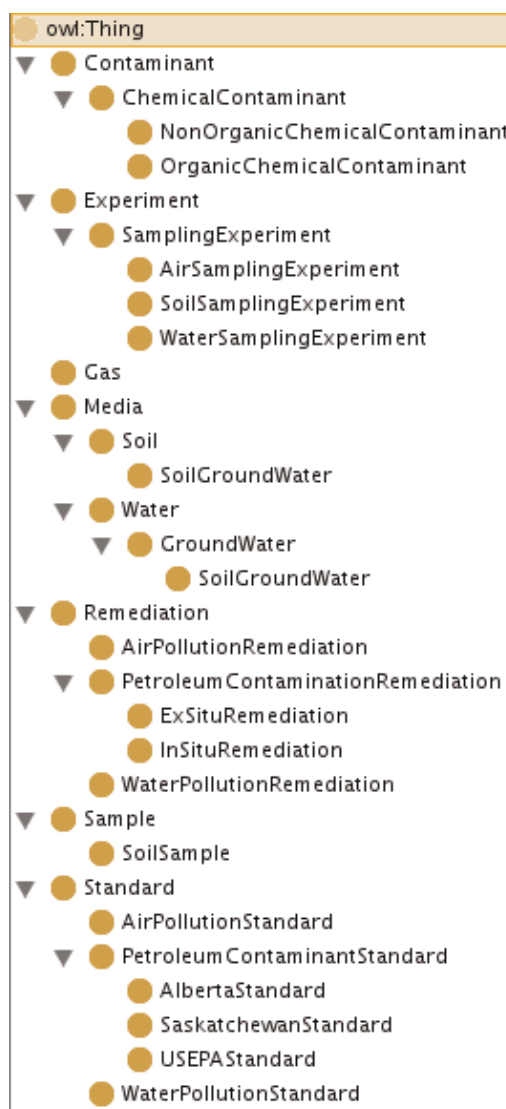 owl:Thing
Contaminant
ChemicalContaminant
NonOrganicChemicalContaminant
OrganicChemicalContaminant
Experiment
SamplingExperiment
AirSamplingExperiment
SoilSamplingExperiment
WaterSamplingExperiment
Gas
Media
Soil
SoilGroundWater
Water
GroundWater
SoilGroundWater
Remediation
AirPollutionRemediation
PetroleumContaminationRemediation
ExSituRemediation
InSituRemediation
WaterPollutionRemediation
Sample
SoilSample
Standard
AirPollutionStandard
PetroleumContaminantStandard
AlbertaStandard
SaskatchewanStandard
USEPAStandard
WaterPollutionStandard